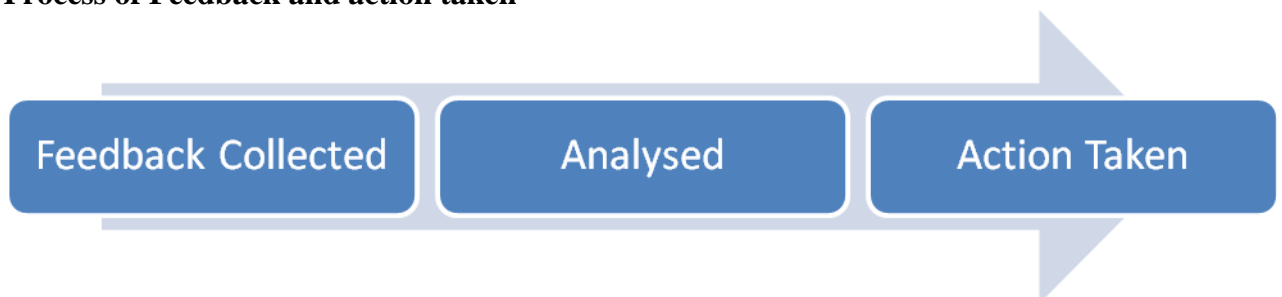 Process of Feedback and action taken
Feedback Collected
Analysed
Action Taken